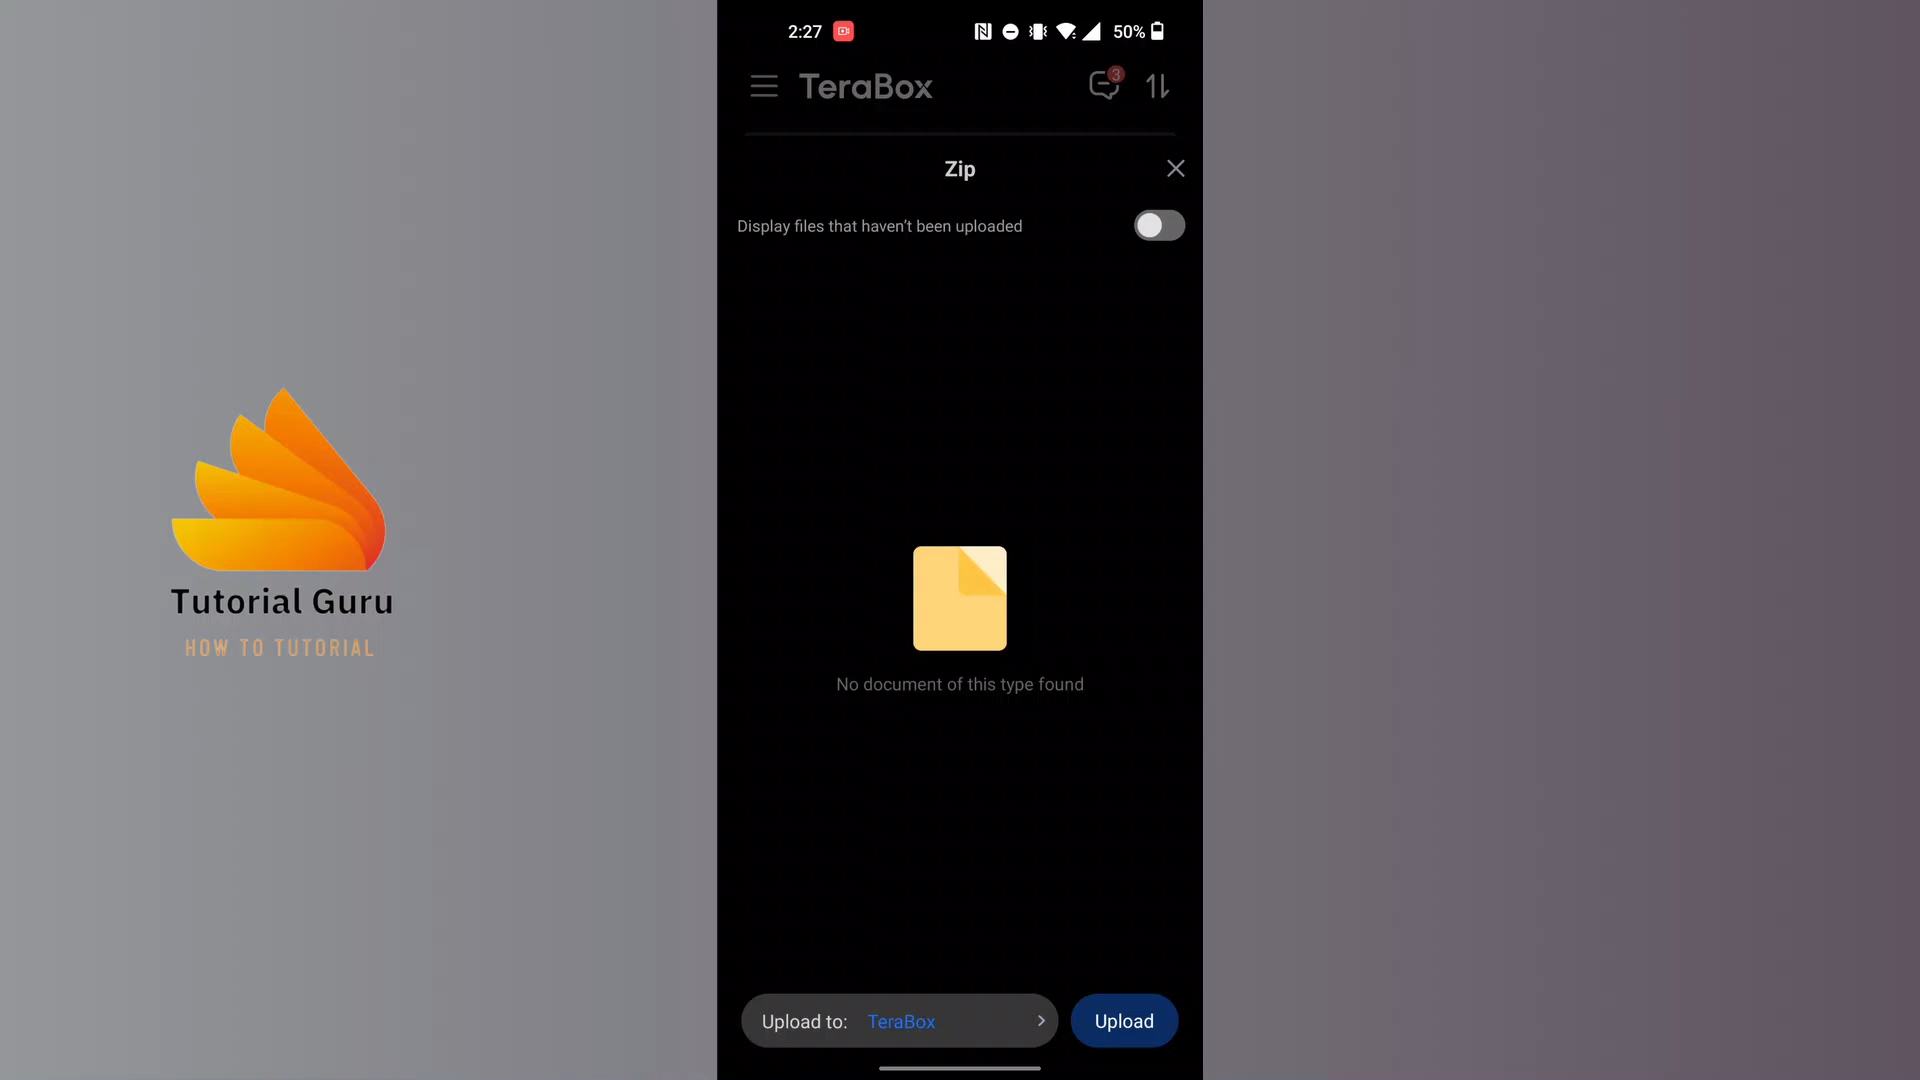 2:27
50%
TeraBox
3
Zip
Display files that haven't been uploaded
Tutorial Guru
HOW TO TUTORIAL
No document of this type found
Upload to: TeraBox
Upload